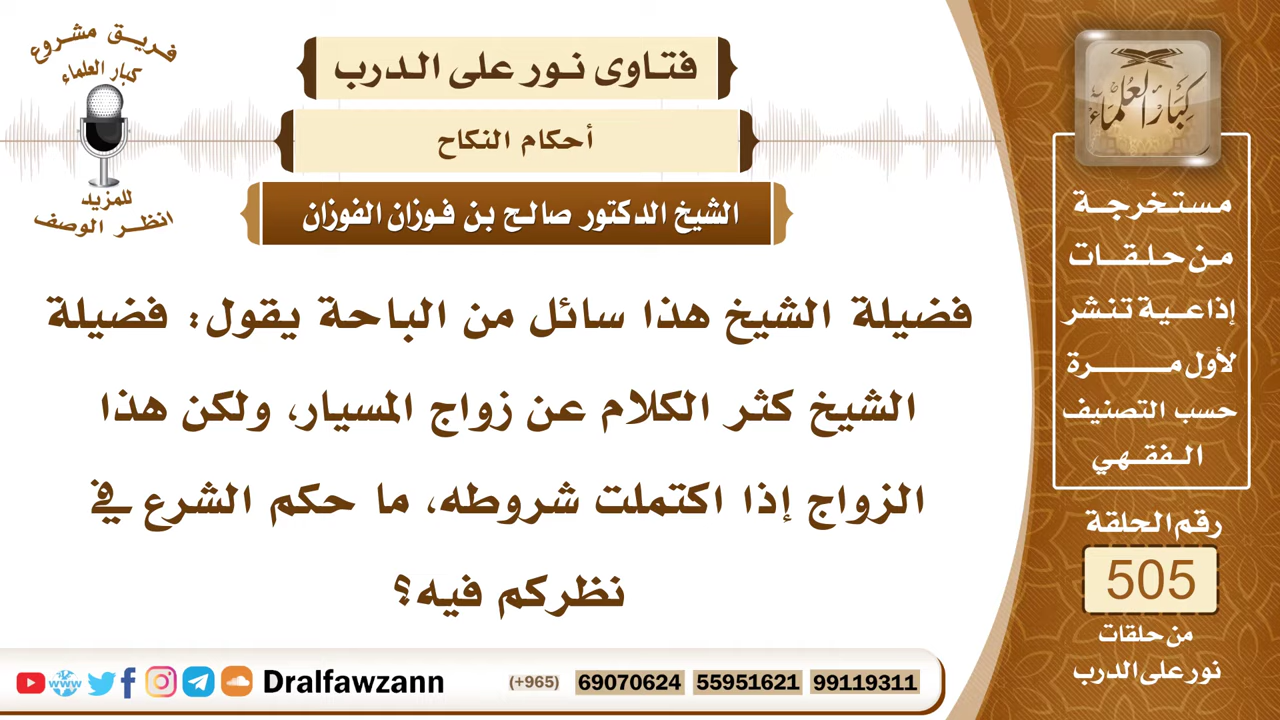 فريق مشروع
كبار العلماء
للمزيد
انظر الوصف
فتاوى نور على الدرب
أحكام النكاح
الشيخ الدكتور صالح بن فوزان الفوزان
فضيلة الشيخ هذا سائل من الباحة يقول: فضيلة
الشيخ كثر الكلام عن زواج المسيار، ولكن هذا
الزواج إذا اكتملت شروطه، ما حكم الشرع في
نظركم فيه؟
كبار العلماء
مستخرجة
من حلقات
إذاعية تنشر
لأول مرة
حسب التصنيف
الفقهي
رقم الحلقة
505
من حلقات
نور على الدرب
www Dralfawzann (+965) 69070624 55951621 99119311